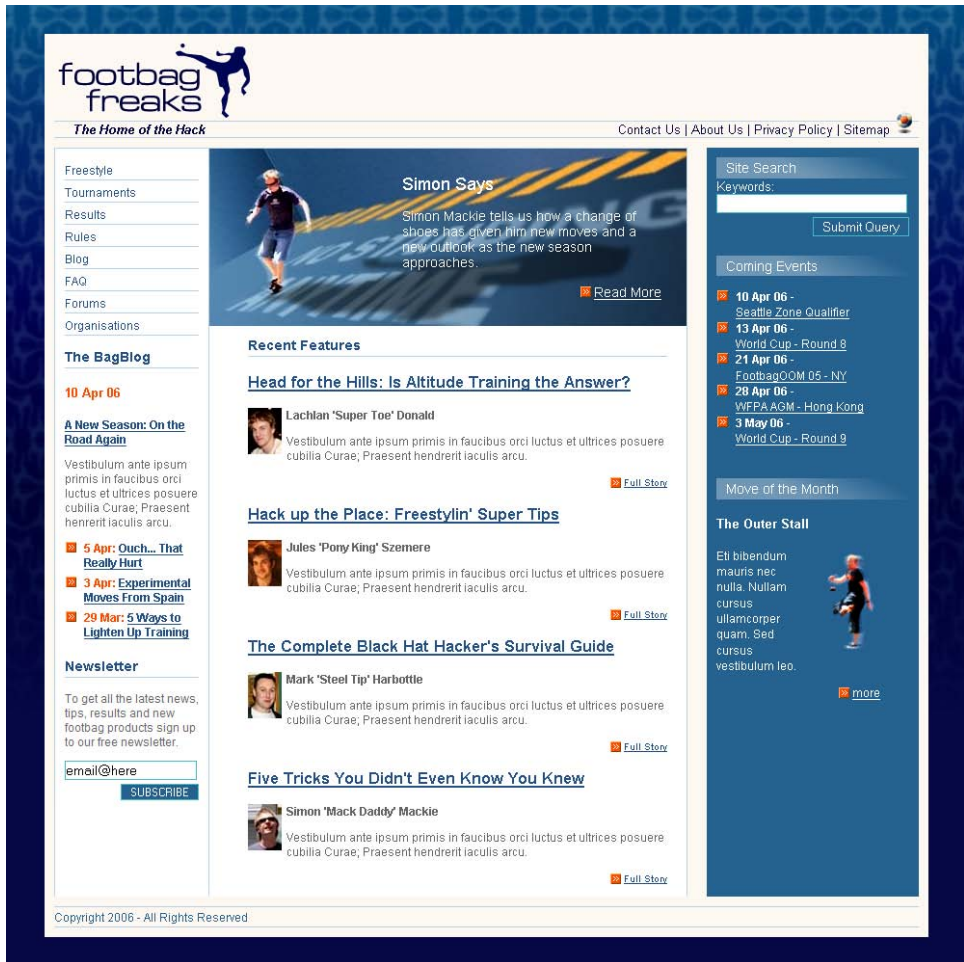 footbag
freaks
The Home of the Hack
Contact Us | About Us | Privacy Policy | Sitemap
Freestyle
Tournaments
Results
Rules
Blog
FAQ
Forums
Organisations
The BagBlog
10 Apr 06
A New Season: On the
Road Again
Vestibulum ante ipsum
primis in faucibus orci
luctus et ultrices posuere
cubilia Curae; Praesent
henrerit iaculis arcu.
5 Apr: Ouch... That
Really Hurt
3 Apr: Experimental
Moves From Spain
29 Mar: 5 Ways to
Lighten Up Training
Newsletter
To get all the latest news,
tips, results and new
footbag products sign up
to our free newsletter.
email@here
SUBSCRIBE
Simon Says
Simon Mackie tells us how a change of
shoes has given him new moves and a
new outlook as the new season
approaches.
Read More
Recent Features
Head for the Hills: Is Altitude Training the Answer?
Lachlan 'Super Toe' Donald
Vestibulum ante ipsum primis in faucibus orci luctus et ultrices posuere
cubilia Curae; Praesent hendrerit iaculis arcu.
Full Story
Hack up the Place: Freestylin' Super Tips
Jules 'Pony King' Szemere
Vestibulum ante ipsum primis in faucibus orci luctus et ultrices posuere
cubilia Curae; Praesent hendrerit iaculis arcu.
Full Story
The Complete Black Hat Hacker's Survival Guide
Mark 'Steel Tip' Harbottle
Vestibulum ante ipsum primis in faucibus orci luctus et ultrices posuere
cubilia Curae; Praesent hendrerit iaculis arcu.
Full Story
Five Tricks You Didn't Even Know You Knew
Simon 'Mack Daddy' Mackie
Vestibulum ante ipsum primis in faucibus orci luctus et ultrices posuere
cubilia Curae; Praesent hendrerit iaculis arcu.
Full Story
Site Search
Keywords:
Submit Query
Coming Events
10 Apr 06 -
Seattle Zone Qualifier
13 Apr 06 -
World Cup - Round 8
21 Apr 06 -
FootbagOOM 05 - NY
28 Apr 06 -
WFPA AGM - Hong Kong
3 May 06 -
World Cup - Round 9
Move of the Month
The Outer Stall
Eti bibendum
mauris nec
nulla. Nullam
cursus
ullamcorper
quam. Sed
cursus
vestibulum leo.
more
Copyright 2006 - All Rights Reserved